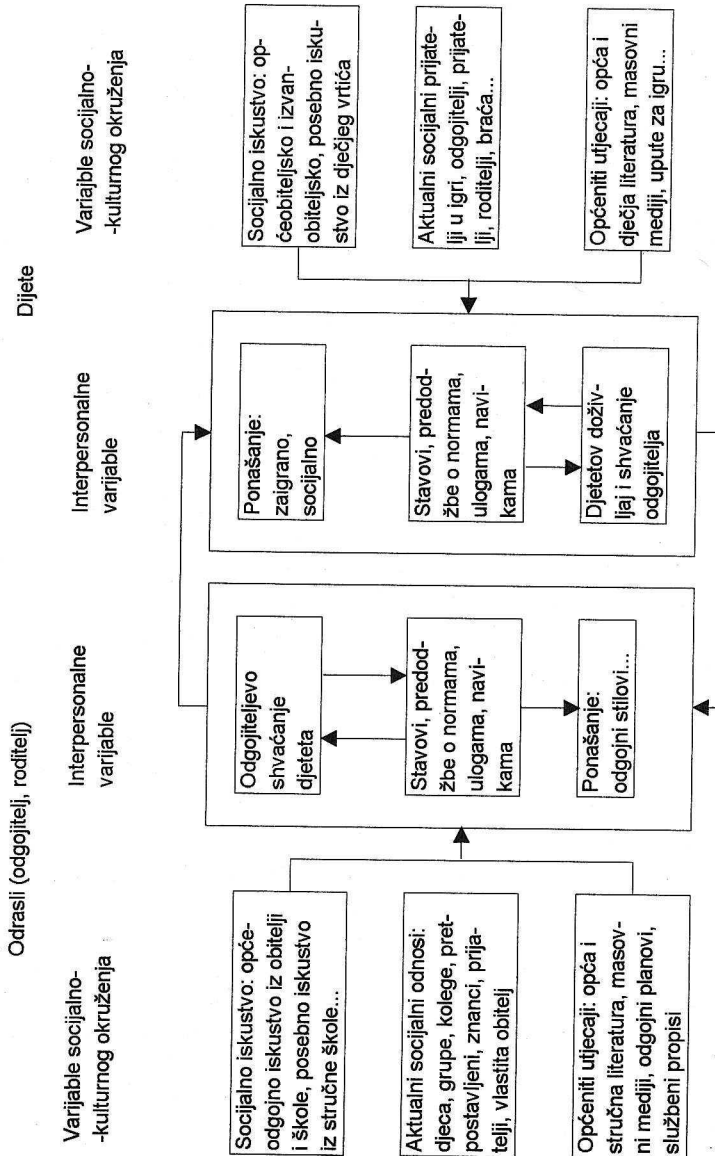 Odrasli (odgojitelj, roditelj)
Dijete
Varijable socijalno-
-kulturnog okruženja
Interpersonalne
varijable
Interpersonalne
varijable
Variajble socijalno-
-kulturnog okruženja
Socijalno iskustvo: opće-
odgojno iskustvo iz obitelji
i škole, posebno iskustvo
iz stručne škole...
Aktualni socijalni odnosi:
djeca, grupe, kolege, pret-
postavljeni, znanci, prija-
telji, vlastita obitelj
Općeniti utjecaji: opća i
stručna literatura, masov-
ni mediji, odgojni planovi,
službeni propisi
Odgojiteljevo
shvaćanje
djeteta
Stavovi, predod-
žbe o normama,
ulogama, navi-
kama
Ponašanje:
odgojni stilovi...
Ponašanje:
zaigrano,
socijalno
Stavovi, predod-
žbe o normama,
ulogama, navi-
kama
Djetetov doživ-
ljaj i shvaćanje
odgojitelja
Socijalno iskustvo: op-
ćeobiteljsko i izvan-
obiteljsko, posebno isku-
stvo iz dječjeg vrtića
Aktualni socijalni prijate-
lji u igri, odgojitelji, prijate-
lji, roditelji, braća...
Općeniti utjecaji: opća i
dječja literatura, masovni
mediji, upute za igru...